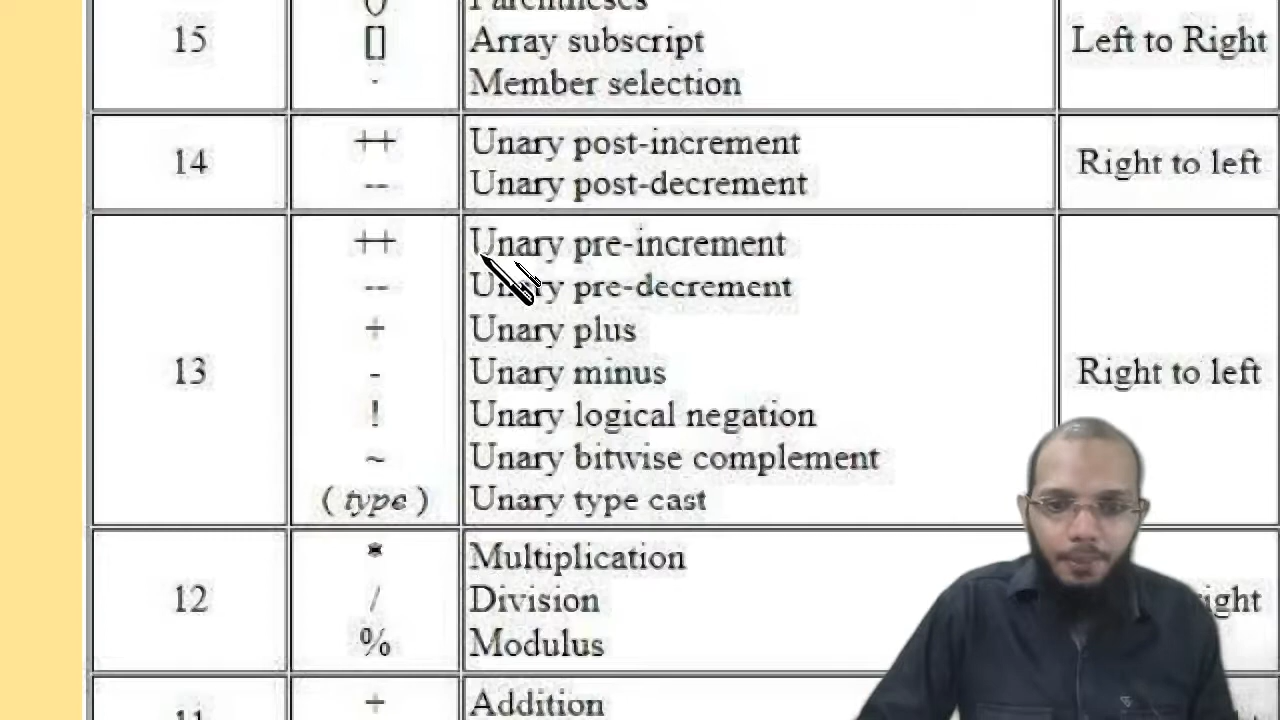 () Parentheses
15 [] Array subscript Left to Right
. Member selection
++ Unary post-increment
14 Right to left
-- Unary post-decrement
++ Unary pre-increment
-- Unary pre-decrement
+ Unary plus
13 - Unary minus Right to left
! Unary logical negation
~ Unary bitwise complement
( type ) Unary type cast
* Multiplication
12 / Division ight
% Modulus
11 + Addition